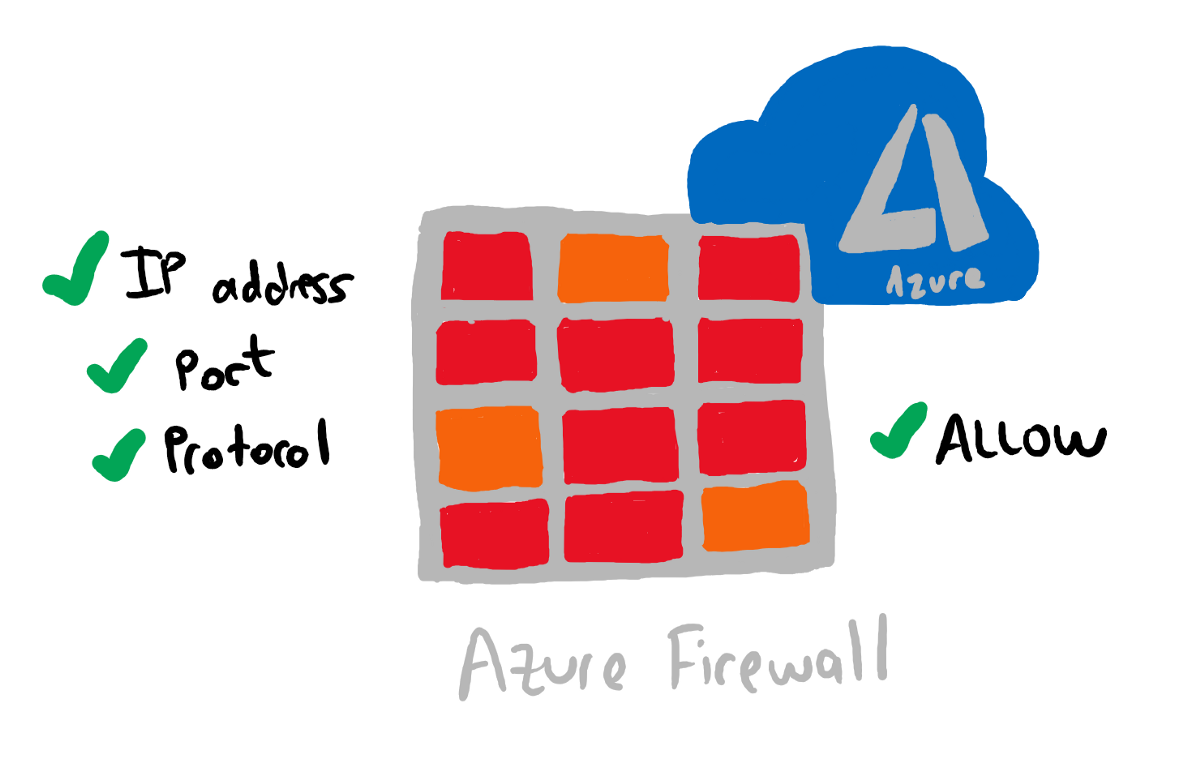 IP address
Port
Protocol
ALLOW
Azure
Azure Firewall